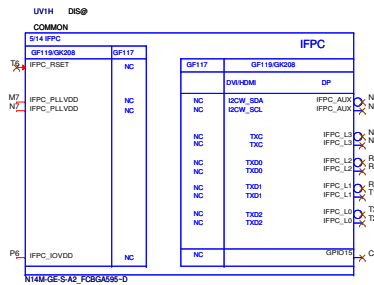 UV1H DIS@
COMMON
5/14 IFPC
IFPC
GF119/GK208 GF117
GF117 GF119/GK208
DVI/HDMI DP
T6 IFPC_RSET NC
M7 IFPC_PLLVDD NC
N7 IFPC_PLLVDD NC
NC I2CW_SDA IFPC_AUX N
NC I2CW_SCL IFPC_AUX N
NC TXC IFPC_L3 N
NC TXC IFPC_L3 N
NC TXD0 IFPC_L2 R
NC TXD0 IFPC_L2 R
NC TXD1 IFPC_L1 R
NC TXD1 IFPC_L1 T
NC TXD2 IFPC_L0
NC TXD2 IFPC_L0
P6 IFPC_IOVDD NC
NC GPIO15 C
N14M-GE-S-A2_FCBGA595~D